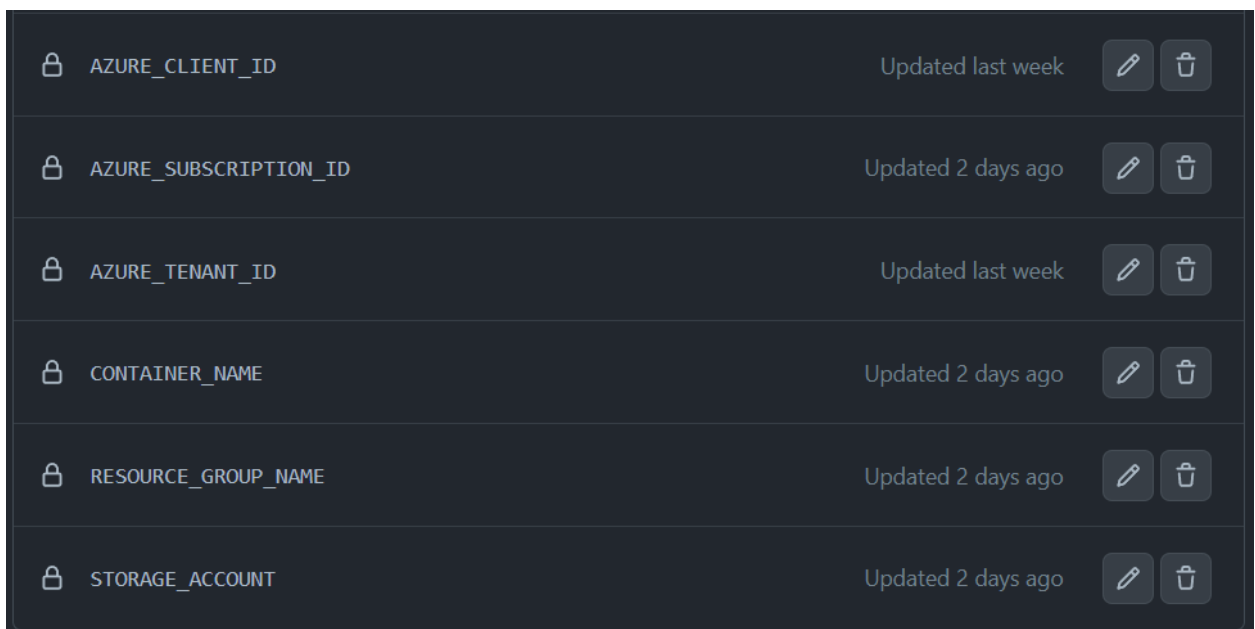 AZURE_CLIENT_ID Updated last week
AZURE_SUBSCRIPTION_ID Updated 2 days ago
AZURE_TENANT_ID Updated last week
CONTAINER_NAME Updated 2 days ago
RESOURCE_GROUP_NAME Updated 2 days ago
STORAGE_ACCOUNT Updated 2 days ago